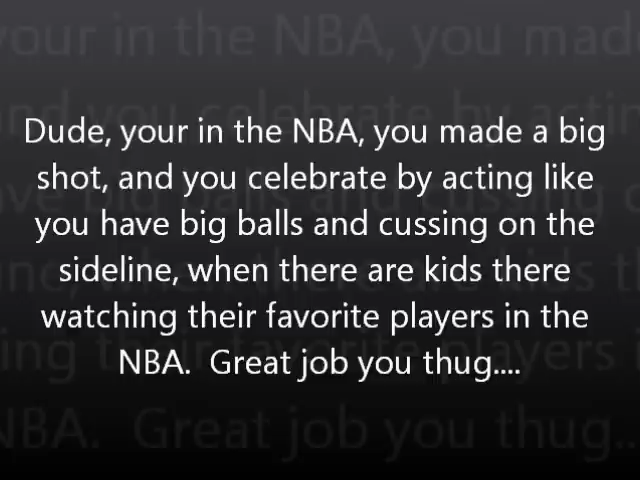 Dude, your in the NBA, you made a big
shot, and you celebrate by acting like
you have big balls and cussing on the
sideline, when there are kids there
watching their favorite players in the
NBA.  Great job you thug....